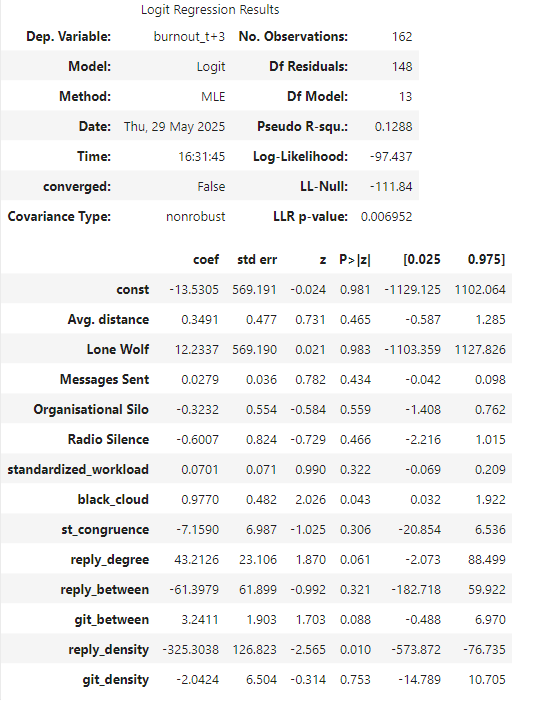 Logit Regression Results
Dep. Variable: burnout_t+3 No. Observations: 162
Model: Logit Df Residuals: 148
Method: MLE Df Model: 13
Date: Thu, 29 May 2025 Pseudo R-squ.: 0.1288
Time: 16:31:45 Log-Likelihood: -97.437
converged: False LL-Null: -111.84
Covariance Type: nonrobust LLR p-value: 0.006952
coef std err z P>|z| [0.025 0.975]
const -13.5305 569.191 -0.024 0.981 -1129.125 1102.064
Avg. distance 0.3491 0.477 0.731 0.465 -0.587 1.285
Lone Wolf 12.2337 569.190 0.021 0.983 -1103.359 1127.826
Messages Sent 0.0279 0.036 0.782 0.434 -0.042 0.098
Organisational Silo -0.3232 0.554 -0.584 0.559 -1.408 0.762
Radio Silence -0.6007 0.824 -0.729 0.466 -2.216 1.015
standardized_workload 0.0701 0.071 0.990 0.322 -0.069 0.209
black_cloud 0.9770 0.482 2.026 0.043 0.032 1.922
st_congruence -7.1590 6.987 -1.025 0.306 -20.854 6.536
reply_degree 43.2126 23.106 1.870 0.061 -2.073 88.499
reply_between -61.3979 61.899 -0.992 0.321 -182.718 59.922
git_between 3.2411 1.903 1.703 0.088 -0.488 6.970
reply_density -325.3038 126.823 -2.565 0.010 -573.872 -76.735
git_density -2.0424 6.504 -0.314 0.753 -14.789 10.705